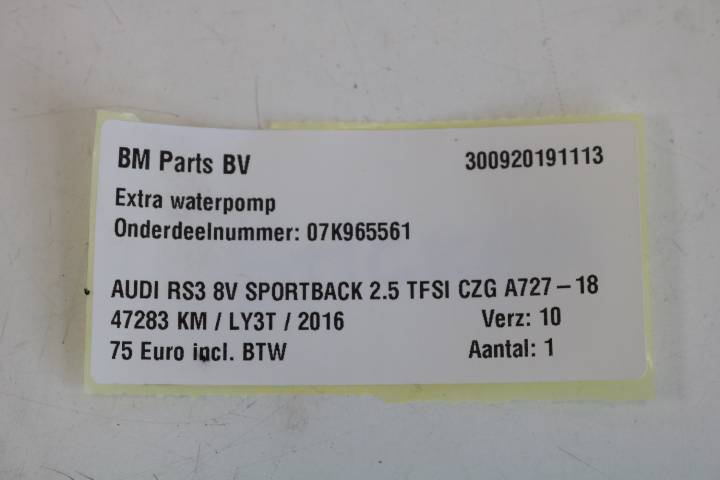 BM Parts BV 300920191113
Extra waterpomp
Onderdeelnummer: 07K965561
AUDI RS3 8V SPORTBACK 2.5 TFSI CZG A727-18
47283 KM / LY3T / 2016 Verz: 10
75 Euro incl. BTW Aantal: 1